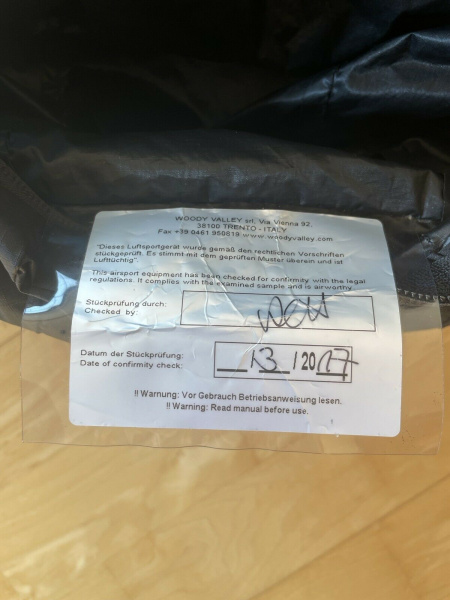 WOODY VALLEY srl, Via Vienna 92,
38100 TRENTO - ITALY
Fax +39 0461 950819 www.woodyvalley.com
"Dieses Luftsportgerät wurde gemäß den rechtlichen Vorschriften
stückgeprüft. Es stimmt mit dem geprüften Muster überein und ist
Luftüchtig".
This airsport equipment has been checked for confirmity with the legal
regulations. It complies with the examined sample and is airworthy
Stückprüfung durch:
Checked by:
Datum der Stückprüfung:
Date of confirmity check:
__13_/2017
!! Warnung: Vor Gebrauch Betriebsanweisung lesen.
!! Warning: Read manual before use.